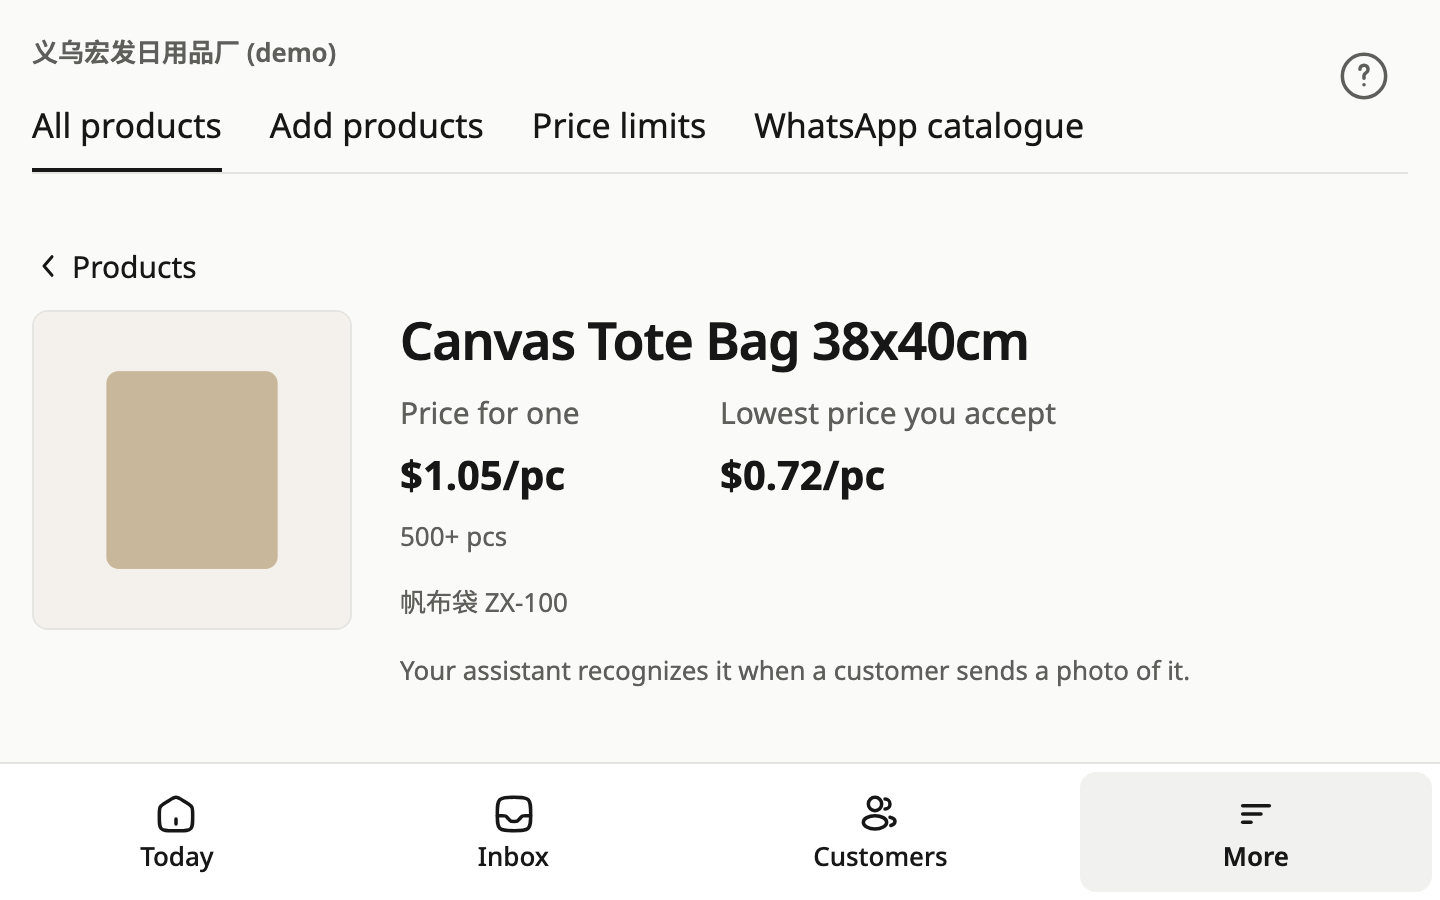 义乌宏发日用品厂 (demo)
?
All products Add products Price limits WhatsApp catalogue
Products
Canvas Tote Bag 38x40cm
Price for one Lowest price you accept
$1.05/pc $0.72/pc
500+ pcs
帆布袋 ZX-100
Your assistant recognizes it when a customer sends a photo of it.
Today Inbox Customers More